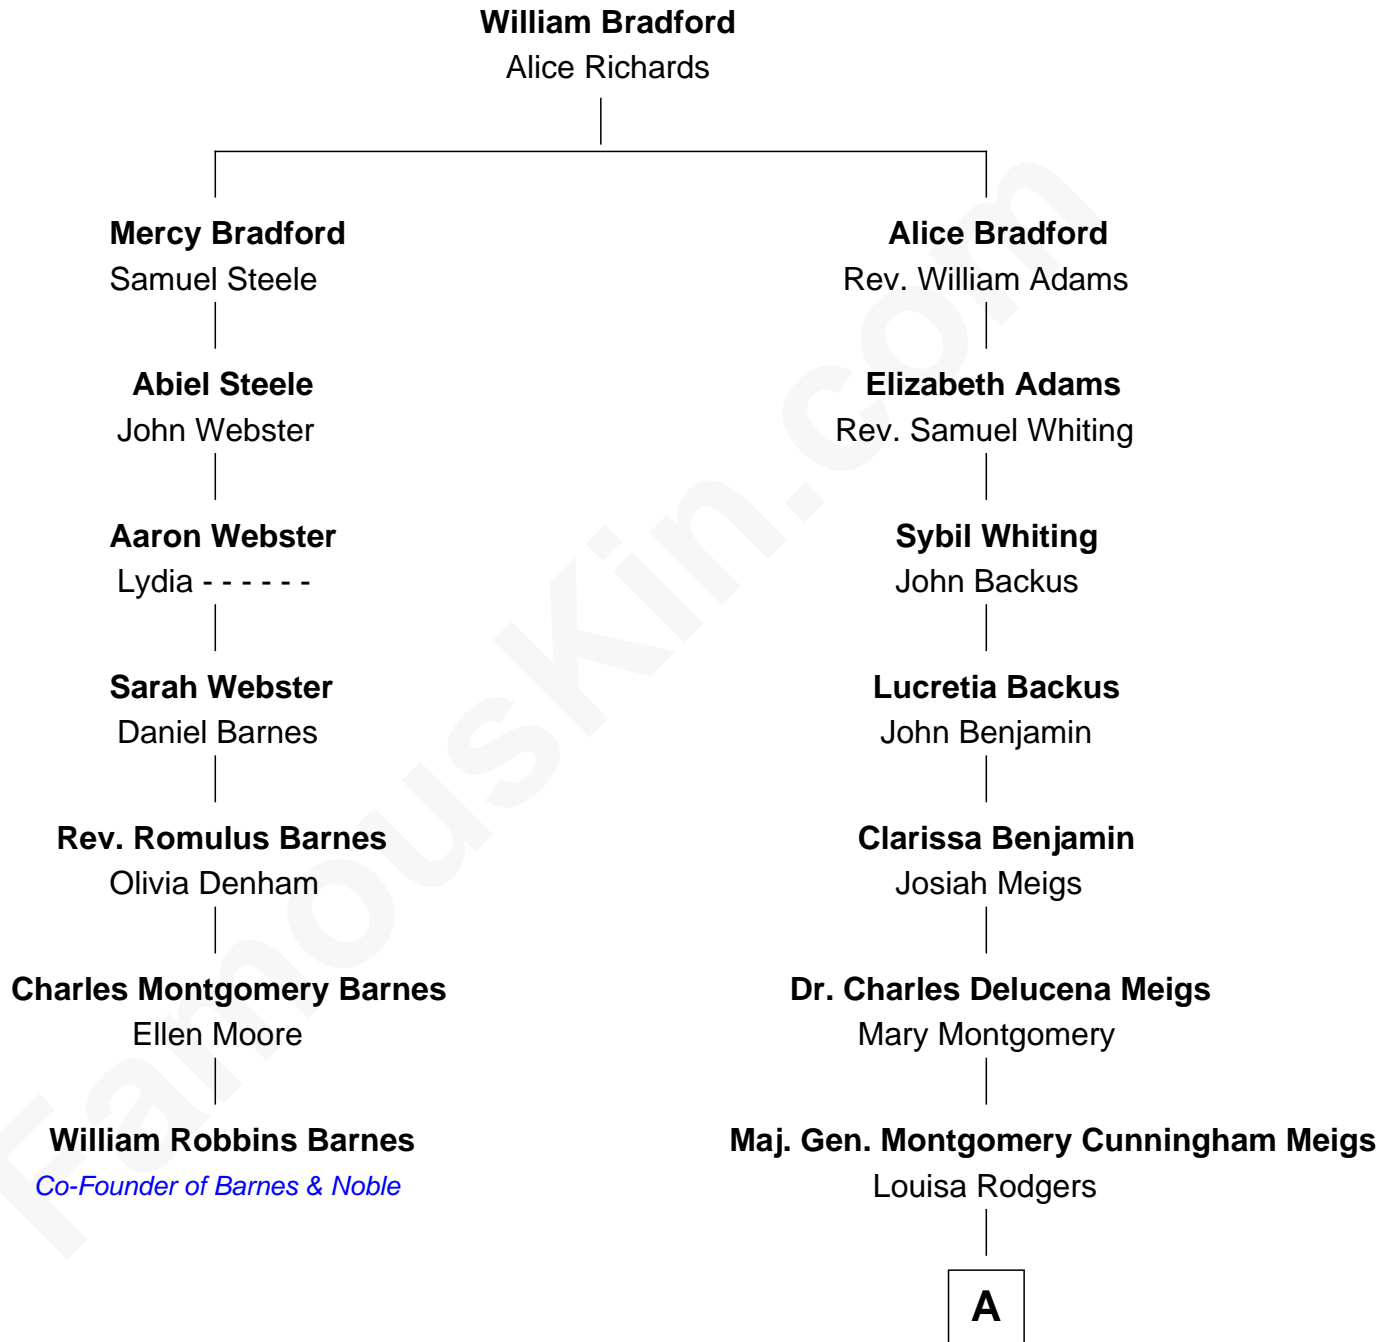 William Bradford
Alice Richards
Mercy Bradford
Samuel Steele
Alice Bradford
Rev. William Adams
Abiel Steele
John Webster
Elizabeth Adams
Rev. Samuel Whiting
Aaron Webster
Lydia - - - - - -
Sybil Whiting
John Backus
Sarah Webster
Daniel Barnes
Lucretia Backus
John Benjamin
Rev. Romulus Barnes
Olivia Denham
Clarissa Benjamin
Josiah Meigs
Charles Montgomery Barnes
Ellen Moore
Dr. Charles Delucena Meigs
Mary Montgomery
William Robbins Barnes
Co-Founder of Barnes & Noble
Maj. Gen. Montgomery Cunningham Meigs
Louisa Rodgers
A
FamousKin.com